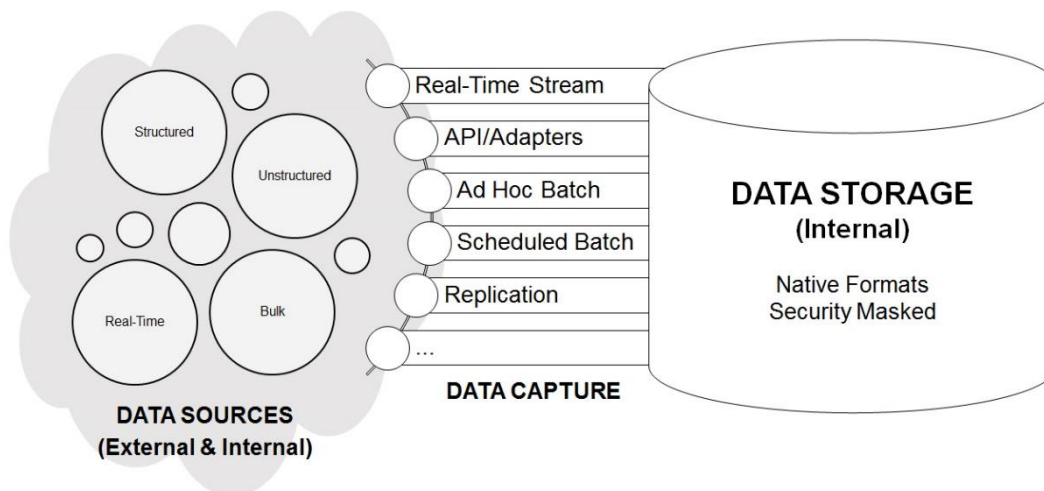 Structured
Unstructured
Real-Time
Bulk
DATA SOURCES
(External & Internal)
Real-Time Stream
API/Adapters
Ad Hoc Batch
Scheduled Batch
Replication
...
DATA CAPTURE
DATA STORAGE
(Internal)
Native Formats
Security Masked